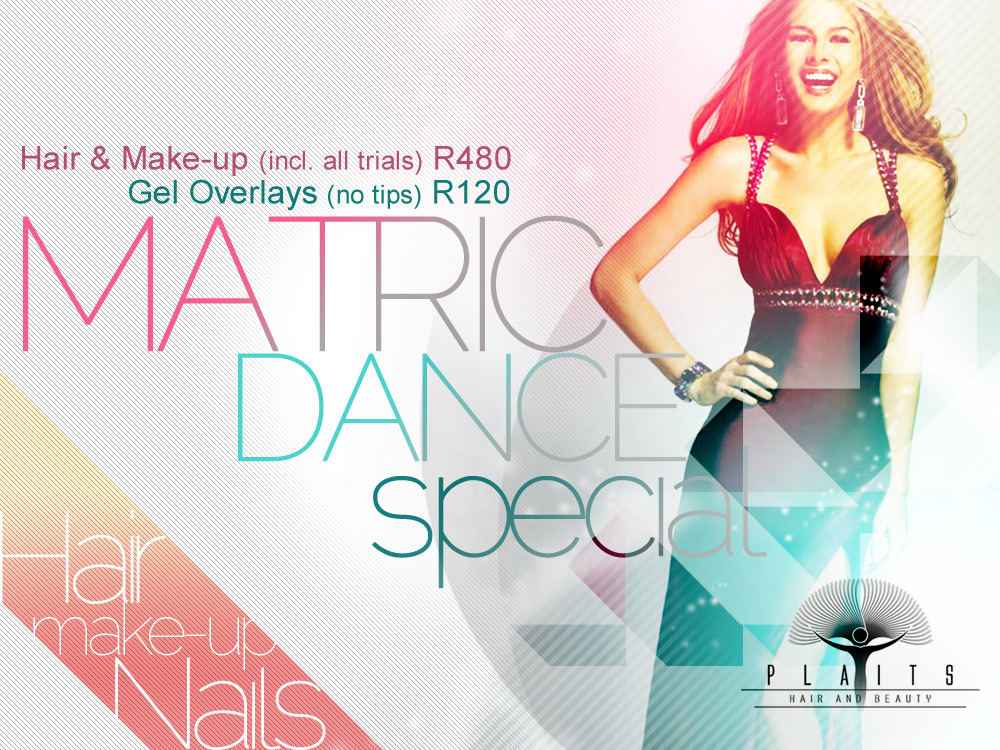 Hair & Make-up (incl. all trials) R480
Gel Overlays (no tips) R120
MATRIC
DANCE
special
Hair
make-up
Nails
PLAITS
HAIR AND BEAUTY